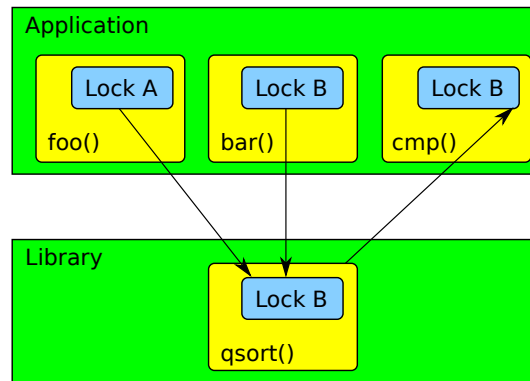 Application
Lock A
Lock B
Lock B
foo()
bar()
cmp()
Library
Lock B
qsort()